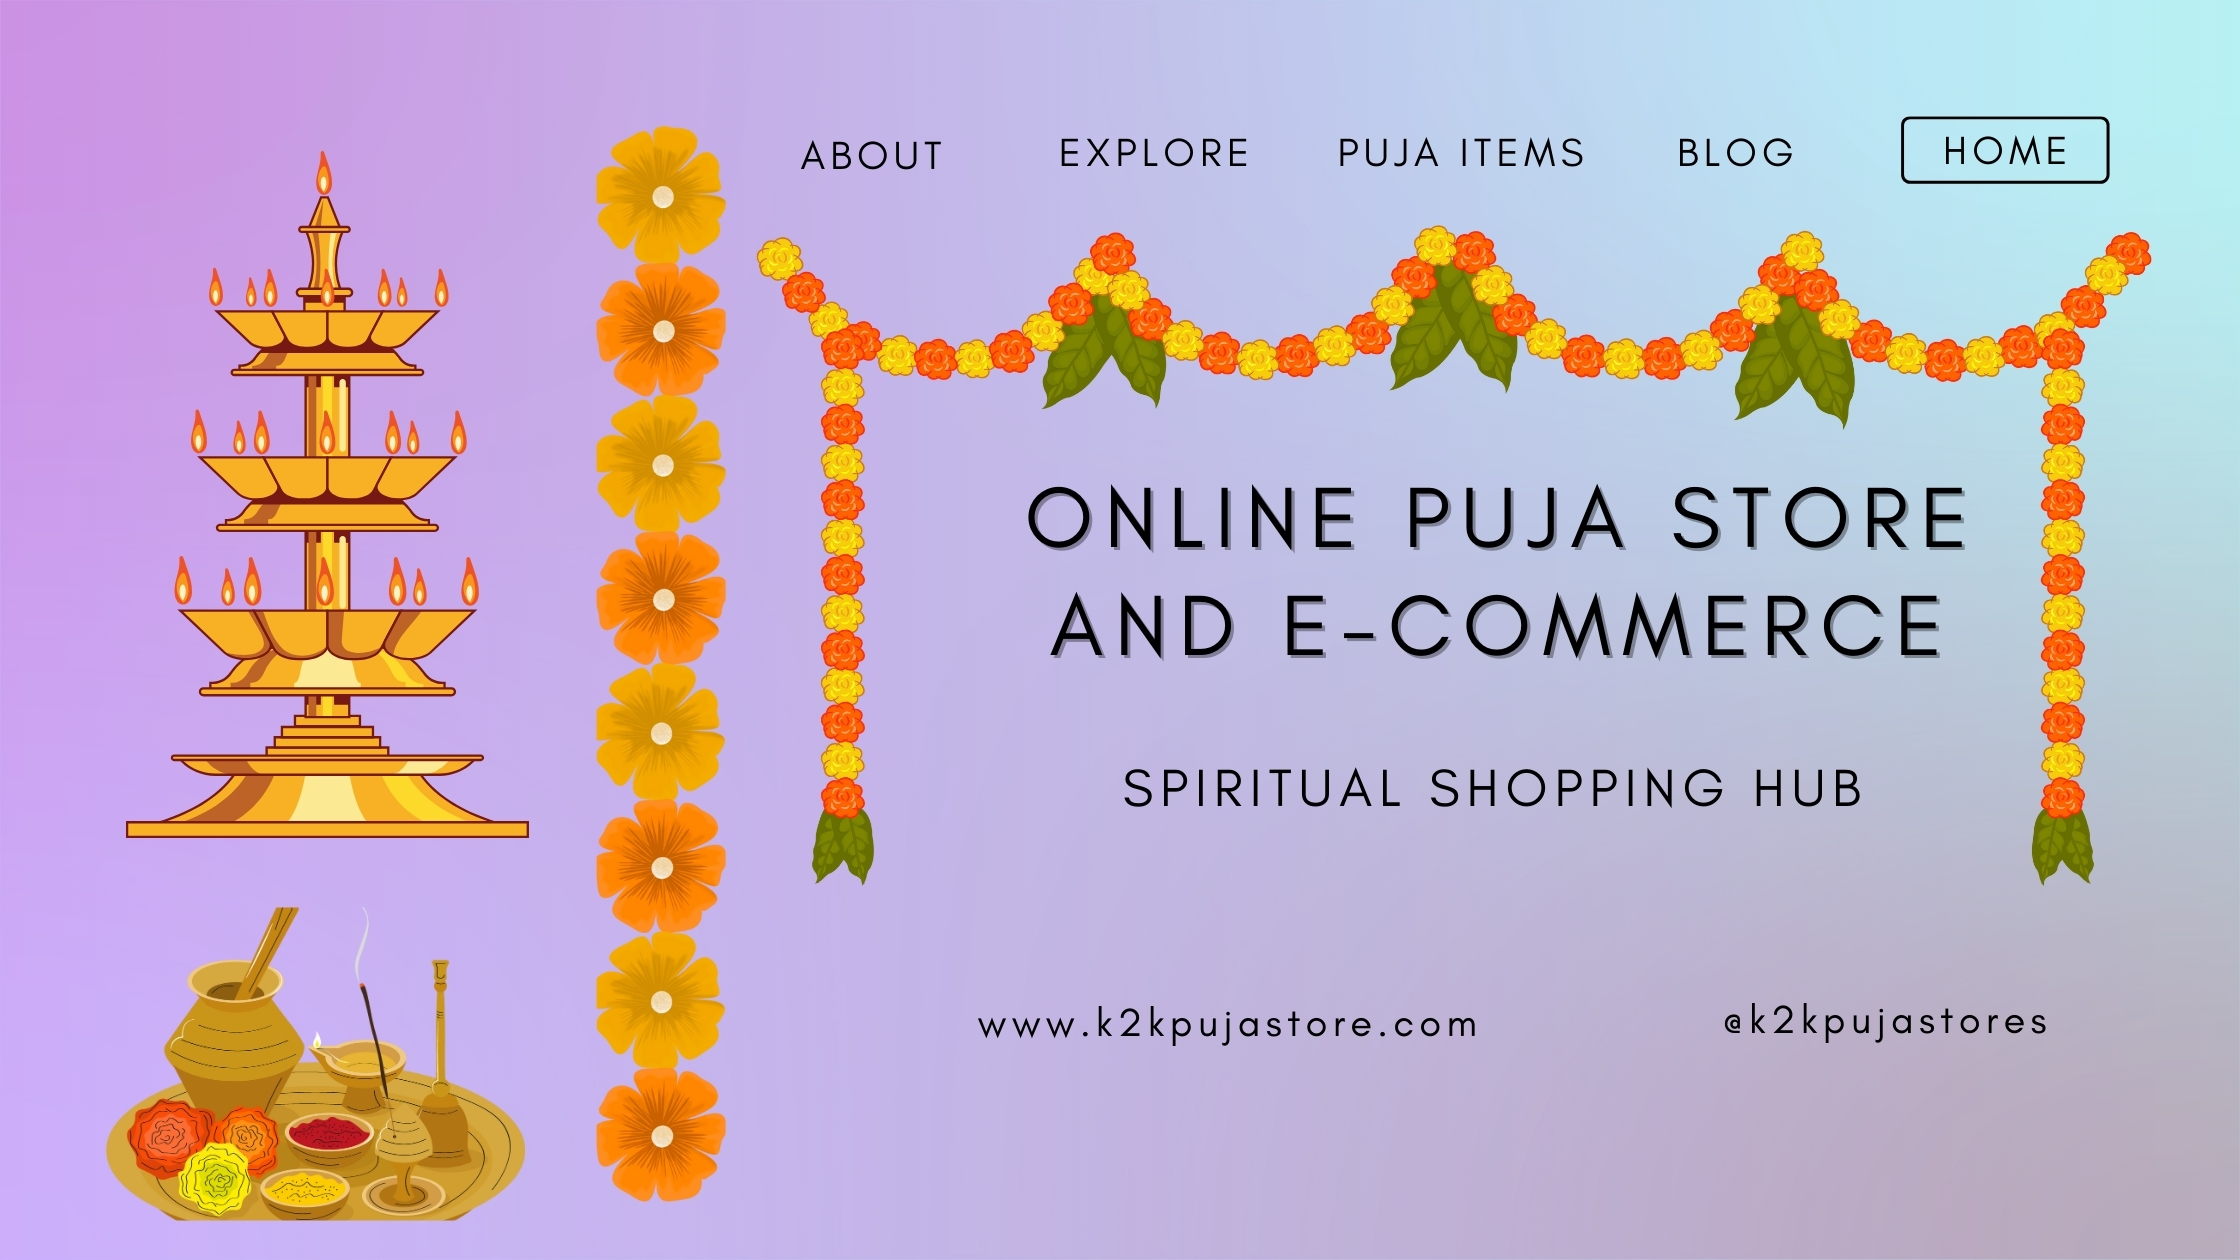 ABOUT EXPLORE PUJA ITEMS BLOG HOME
ONLINE PUJA STORE
AND E-COMMERCE
SPIRITUAL SHOPPING HUB
www.k2kpujastore.com @k2kpujastores